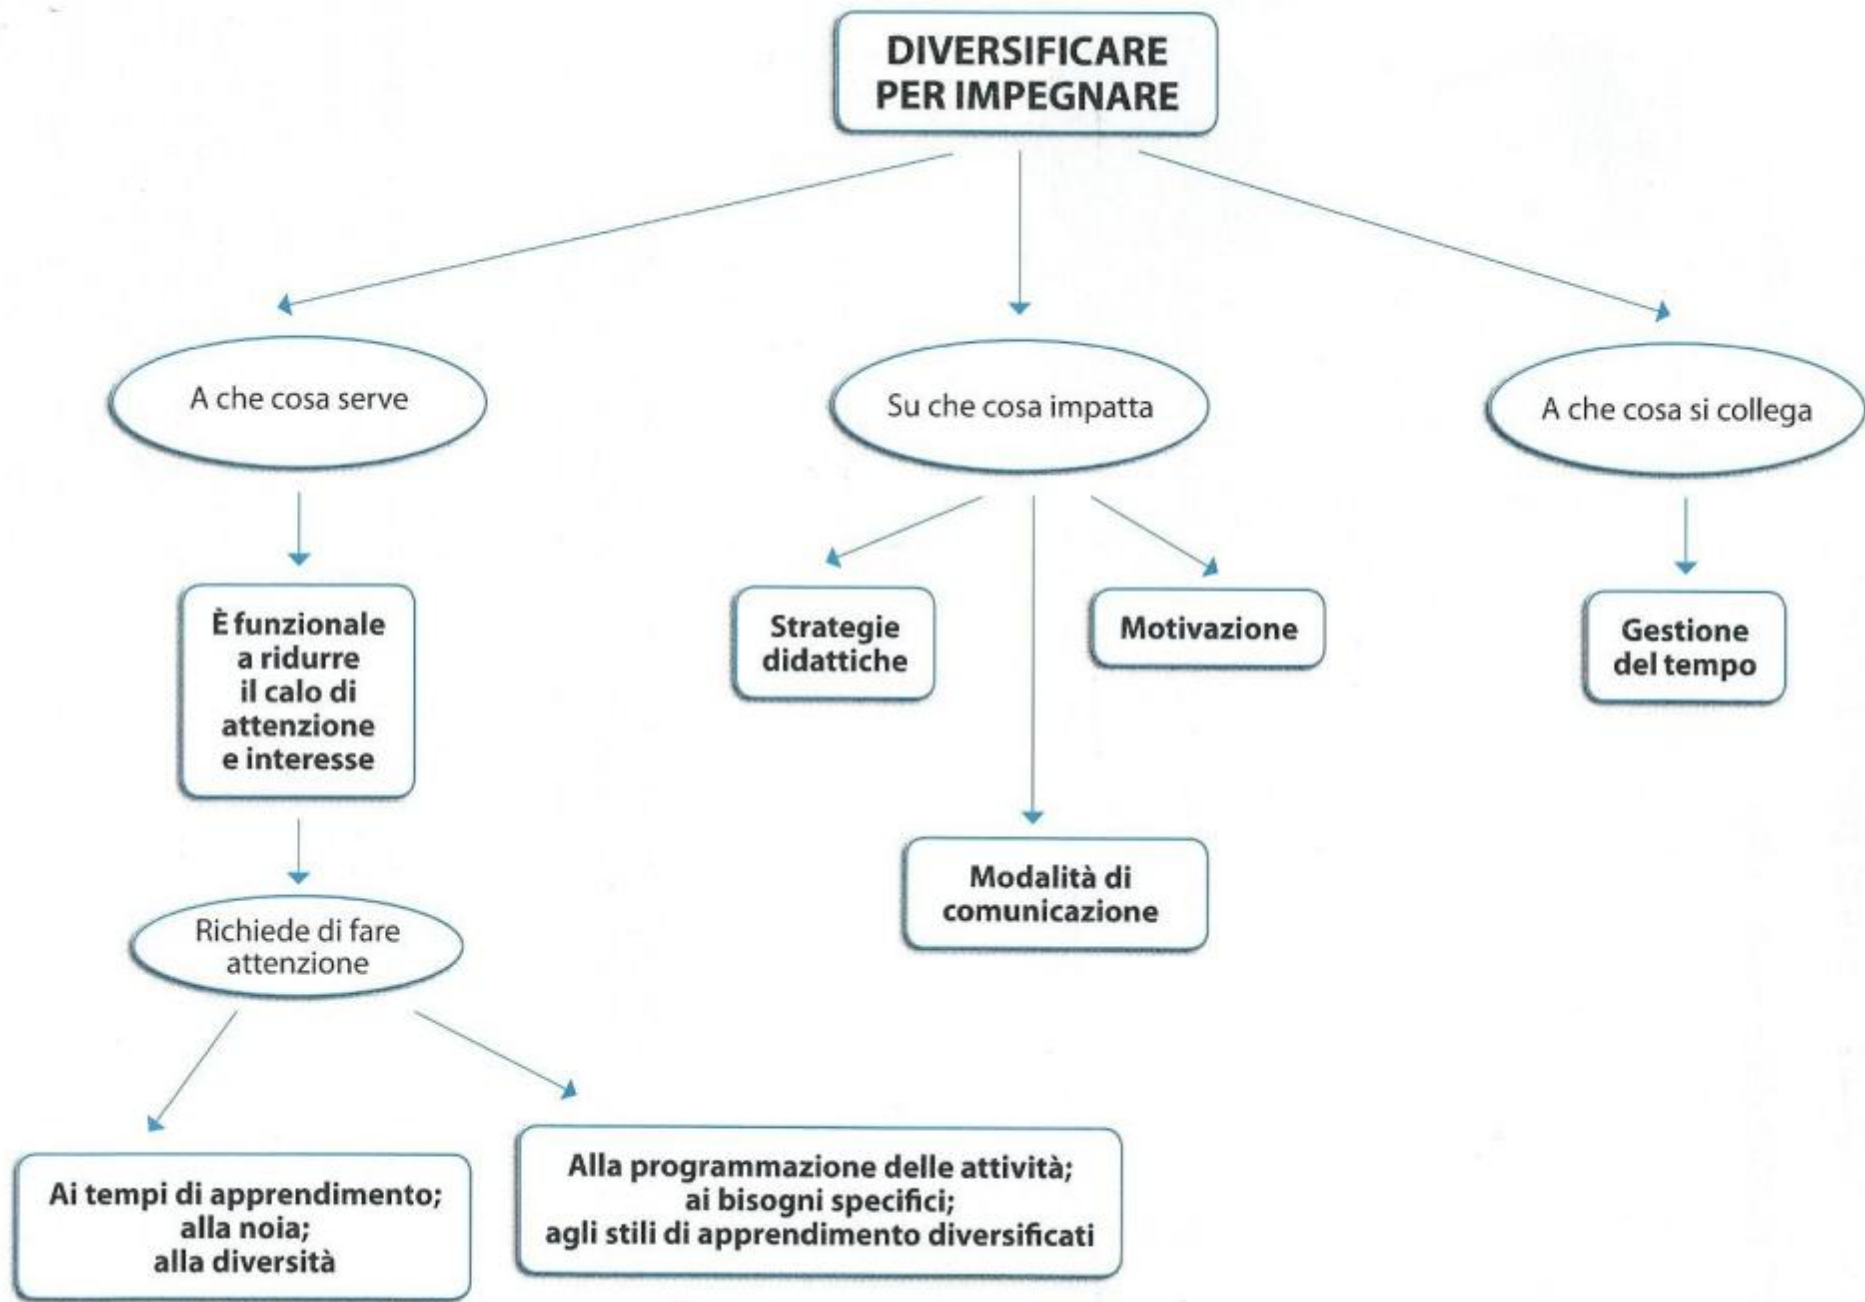 DIVERSIFICARE
PER IMPEGNARE
A che cosa serve
Su che cosa impatta
A che cosa si collega
È funzionale
a ridurre
il calo di
attenzione
e interesse
Strategie
didattiche
Motivazione
Gestione
del tempo
Modalità di
comunicazione
Richiede di fare
attenzione
Ai tempi di apprendimento;
alla noia;
alla diversità
Alla programmazione delle attività;
ai bisogni specifici;
agli stili di apprendimento diversificati